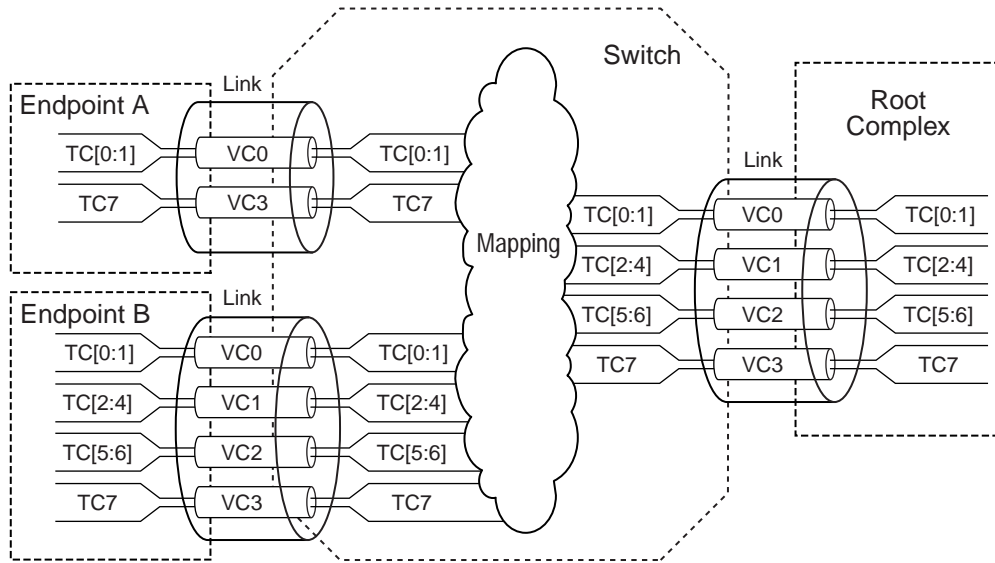 Switch
Link
Endpoint A
Root
Complex
TC[0:1]
VC0
TC[0:1]
TC7
VC3
TC7
Link
TC[0:1]
VC0
TC[0:1]
Mapping
TC[2:4]
VC1
TC[2:4]
Link
Endpoint B
TC[5:6]
VC2
TC[5:6]
TC[0:1]
VC0
TC[0:1]
TC7
VC3
TC7
TC[2:4]
VC1
TC[2:4]
TC[5:6]
VC2
TC[5:6]
TC7
VC3
TC7